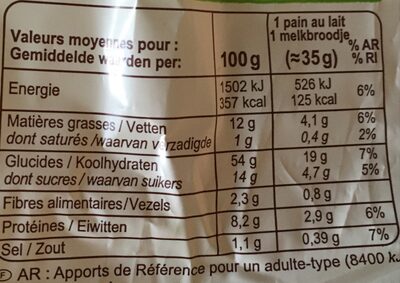 1 pain au lait
Valeurs moyennes pour : 1 melkbroodje % AR
Gemiddelde waarden per: 100 g (≈35 g) % RI
Energie 1502 kJ 526 kJ 6%
357 kcal 125 kcal
Matières grasses / Vetten 12 g 4,1 g 6%
dont saturés / waarvan verzadigde 1 g 0,4 g 2%
Glucides / Koolhydraten 54 g 19 g 7%
dont sucres / waarvan suikers 14 g 4,7 g 5%
Fibres alimentaires / Vezels 2,3 g 0,8 g
Protéines / Eiwitten 8,2 g 2,9 g 6%
Sel / Zout 1,1 g 0,39 g 7%
F AR : Apports de Référence pour un adulte-type (8400 kJ